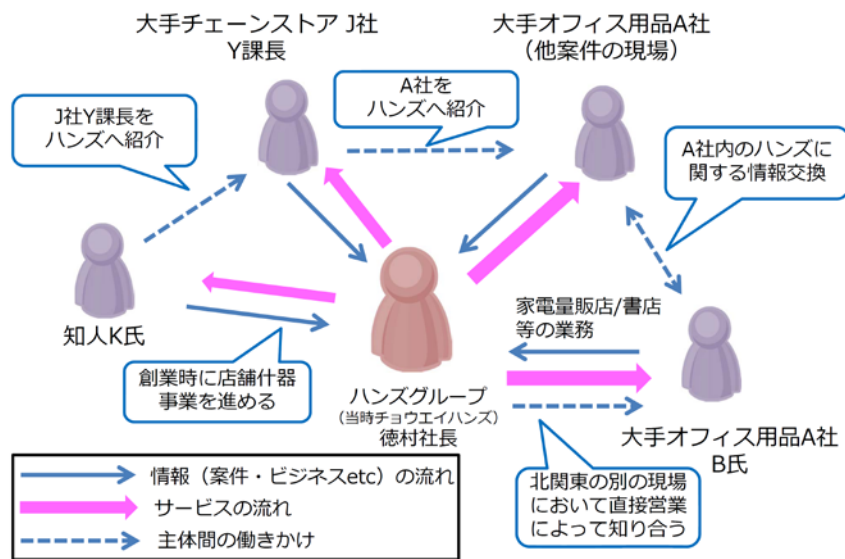 大手チェーンストア J社
Y課長
大手オフィス用品A社
（他案件の現場）
J社Y課長を
ハンズへ紹介
A社を
ハンズへ紹介
A社内のハンズに
関する情報交換
知人K氏
家電量販店/書店
等の業務
創業時に店舗什器
事業を進める
ハンズグループ
（当時チョウエイハンズ）
徳村社長
大手オフィス用品A社
B氏
北関東の別の現場
において直接営業
によって知り合う
情報（案件・ビジネスetc）の流れ
サービスの流れ
主体間の働きかけ